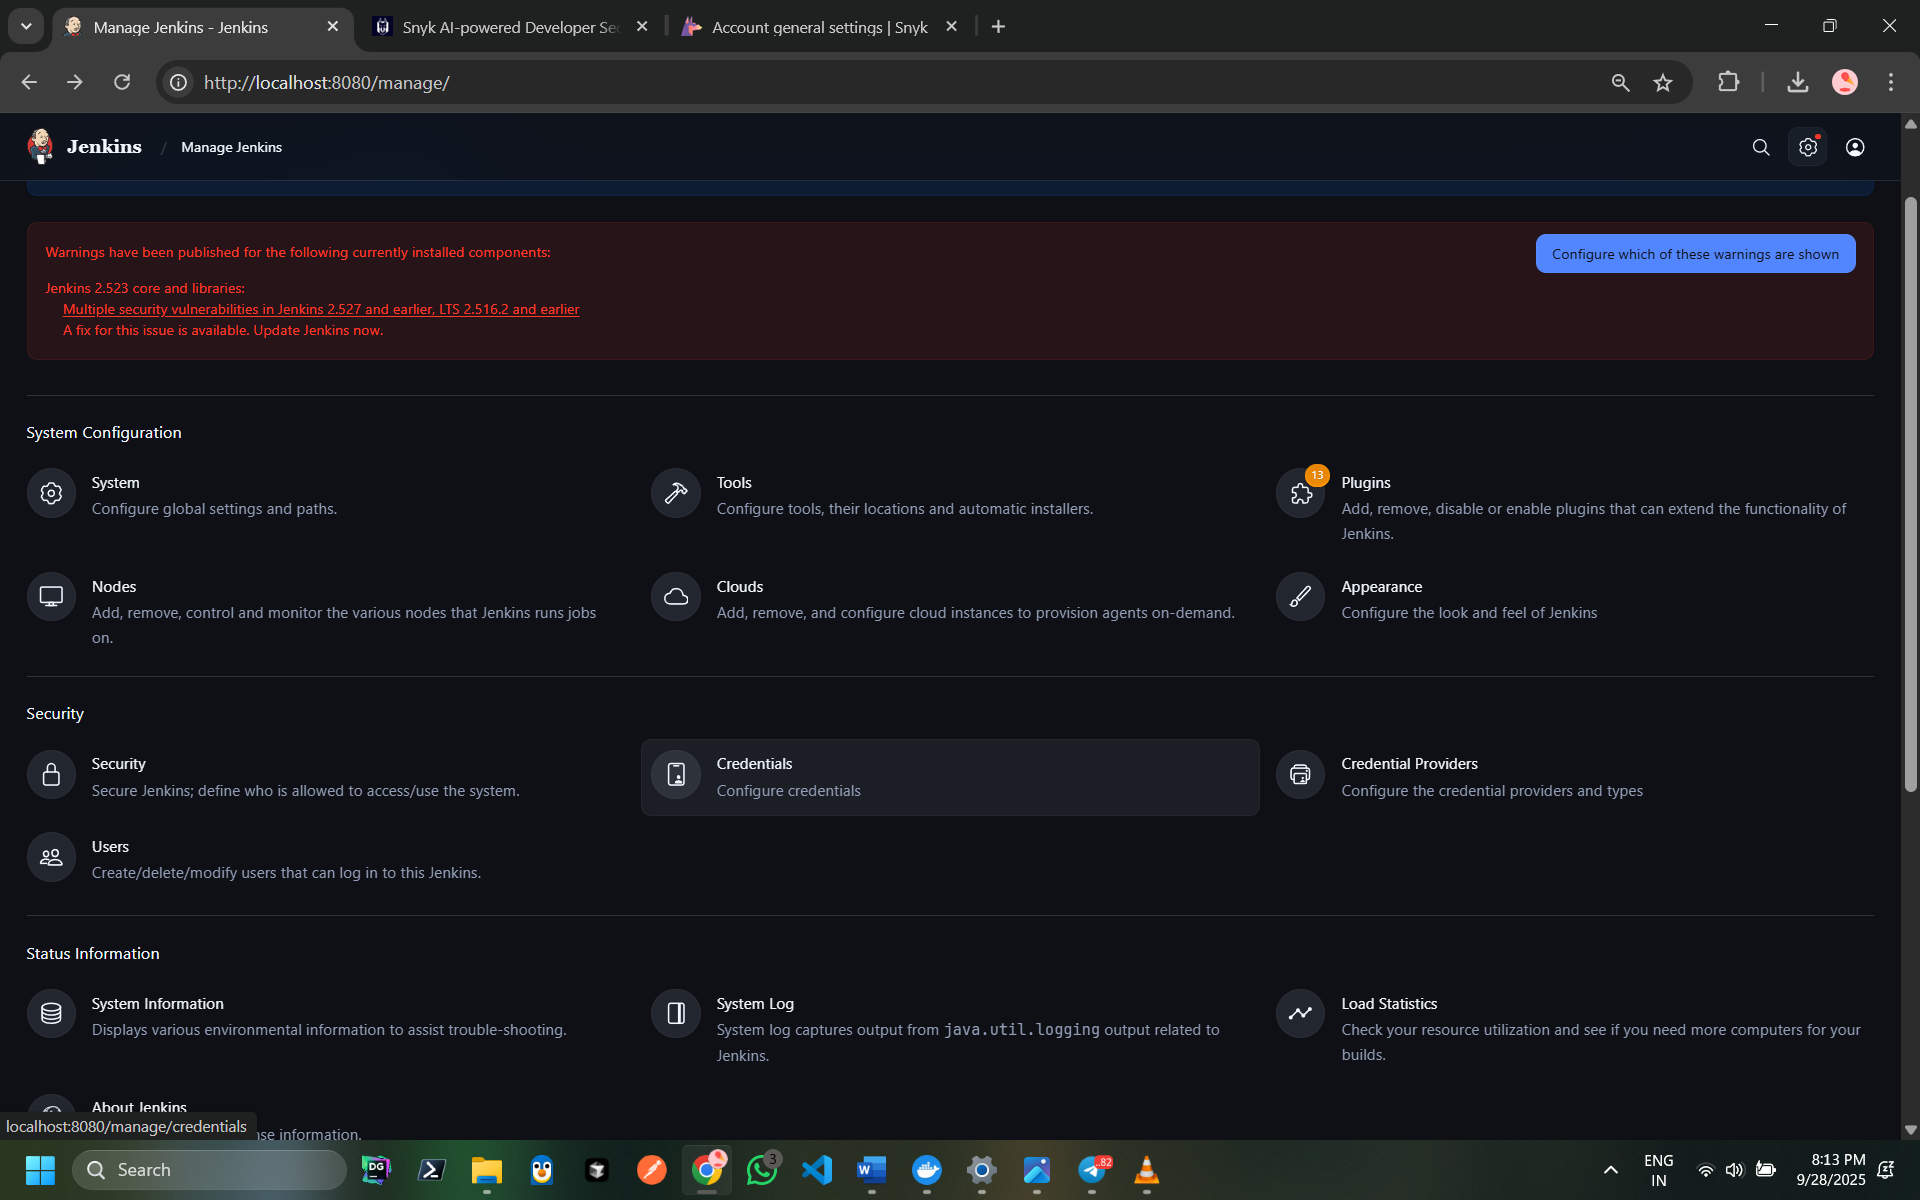 Manage Jenkins - Jenkins
Snyk AI-powered Developer Sec
Account general settings | Snyk
http://localhost:8080/manage/
Jenkins / Manage Jenkins
Warnings have been published for the following currently installed components:
Configure which of these warnings are shown
Jenkins 2.523 core and libraries:
Multiple security vulnerabilities in Jenkins 2.527 and earlier, LTS 2.516.2 and earlier
A fix for this issue is available. Update Jenkins now.
System Configuration
System
Configure global settings and paths.
Tools
Configure tools, their locations and automatic installers.
13
Plugins
Add, remove, disable or enable plugins that can extend the functionality of
Jenkins.
Nodes
Add, remove, control and monitor the various nodes that Jenkins runs jobs
on.
Clouds
Add, remove, and configure cloud instances to provision agents on-demand.
Appearance
Configure the look and feel of Jenkins
Security
Security
Secure Jenkins; define who is allowed to access/use the system.
Credentials
Configure credentials
Credential Providers
Configure the credential providers and types
Users
Create/delete/modify users that can log in to this Jenkins.
Status Information
System Information
Displays various environmental information to assist trouble-shooting.
System Log
System log captures output from java.util.logging output related to
Jenkins.
Load Statistics
Check your resource utilization and see if you need more computers for your
builds.
About Jenkins
information.
localhost:8080/manage/credentials
Search
DG
3
W
82
ENG
IN
8:13 PM
9/28/2025